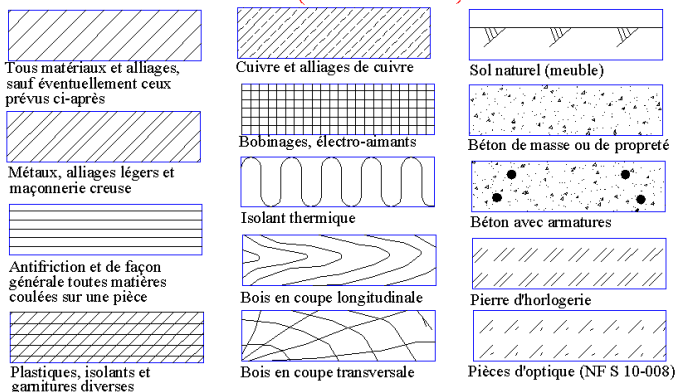 Tous matériaux et alliages,
sauf éventuellement ceux
prévus ci-après
Métaux, alliages légers et
maçonnerie creuse
Antifriction et de façon
générale toutes matières
coulées sur une pièce
Plastiques, isolants et
garnitures diverses
Cuivre et alliages de cuivre
Bobinages, électro-aimants
Isolant thermique
Bois en coupe longitudinale
Bois en coupe transversale
Sol naturel (meuble)
Béton de masse ou de propreté
Béton avec armatures
Pierre d'horlogerie
Pièces d'optique (NF S 10-008)